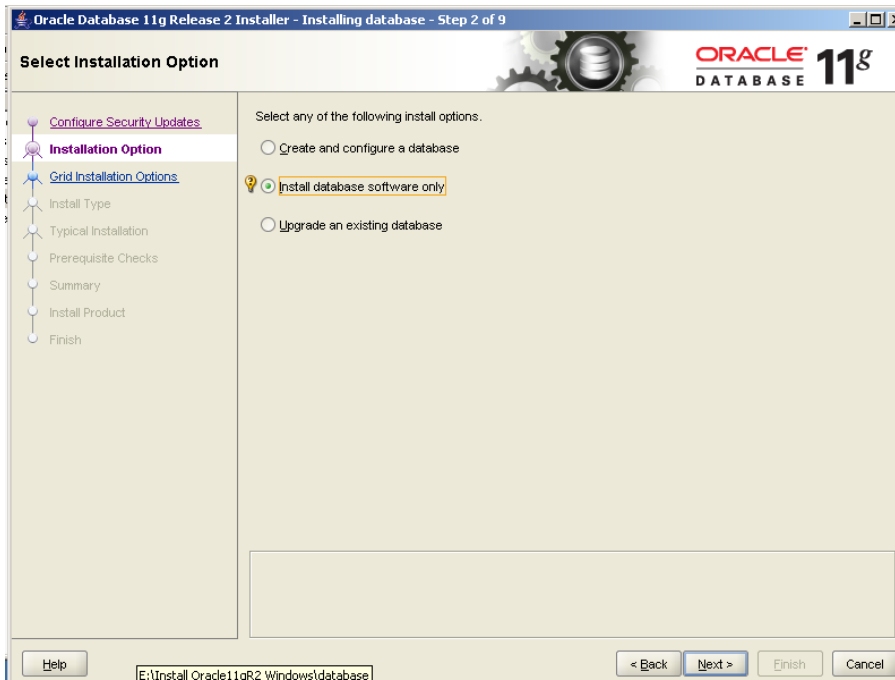 Oracle Database 11g Release 2 Installer - Installing database - Step 2 of 9
Select Installation Option
ORACLE
DATABASE 11g
Configure Security Updates
Installation Option
Grid Installation Options
Install Type
Typical Installation
Prerequisite Checks
Summary
Install Product
Finish
Select any of the following install options.
Create and configure a database
Install database software only
Upgrade an existing database
Help
< Back
Next >
Finish
Cancel
E:\Install Oracle11gR2 Windows\database